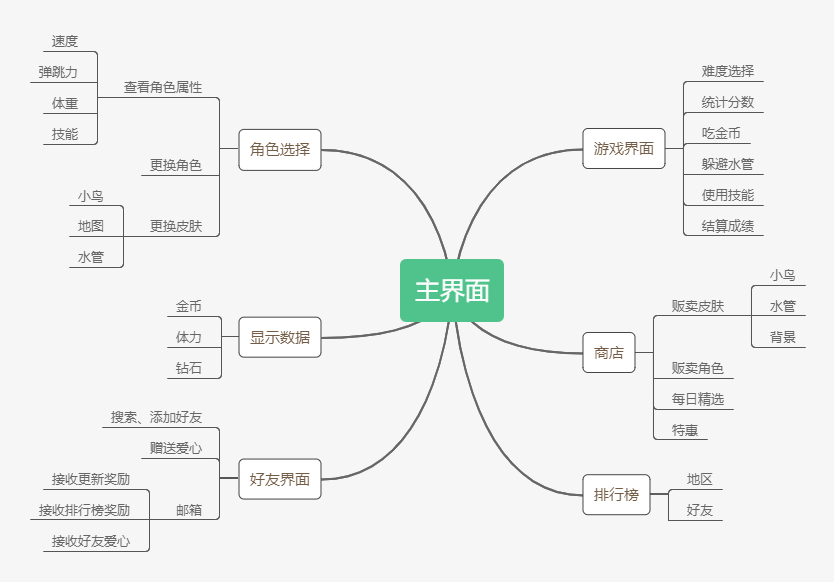 主界面
角色选择
查看角色属性
速度
弹跳力
体重
技能
更换角色
更换皮肤
小鸟
地图
水管
显示数据
金币
体力
钻石
好友界面
搜索、添加好友
赠送爱心
邮箱
接收更新奖励
接收排行榜奖励
接收好友爱心
游戏界面
难度选择
统计分数
吃金币
躲避水管
使用技能
结算成绩
商店
贩卖皮肤
小鸟
水管
背景
贩卖角色
每日精选
特惠
排行榜
地区
好友